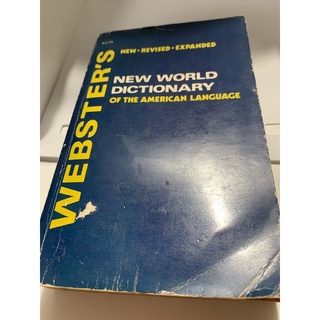 NEW • REVISED • EXPANDED
WEBSTER'S
NEW WORLD
DICTIONARY
OF THE AMERICAN LANGUAGE